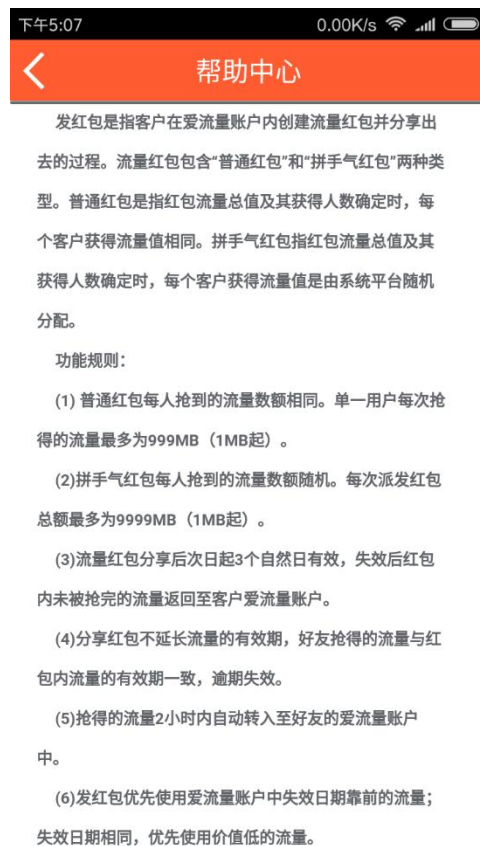 下午5:07 0.00K/s
帮助中心
发红包是指客户在爱流量账户内创建流量红包并分享出
去的过程。流量红包包含“普通红包”和“拼手气红包”两种类
型。普通红包是指红包流量总值及其获得人数确定时，每
个客户获得流量值相同。拼手气红包指红包流量总值及其
获得人数确定时，每个客户获得流量值是由系统平台随机
分配。
功能规则：
(1) 普通红包每人抢到的流量数额相同。单一用户每次抢
得的流量最多为999MB（1MB起）。
(2)拼手气红包每人抢到的流量数额随机。每次派发红包
总额最多为9999MB（1MB起）。
(3)流量红包分享后次日起3个自然日有效，失效后红包
内未被抢完的流量返回至客户爱流量账户。
(4)分享红包不延长流量的有效期，好友抢得的流量与红
包内流量的有效期一致，逾期失效。
(5)抢得的流量2小时内自动转入至好友的爱流量账户
中。
(6)发红包优先使用爱流量账户中失效日期靠前的流量；
失效日期相同，优先使用价值低的流量。